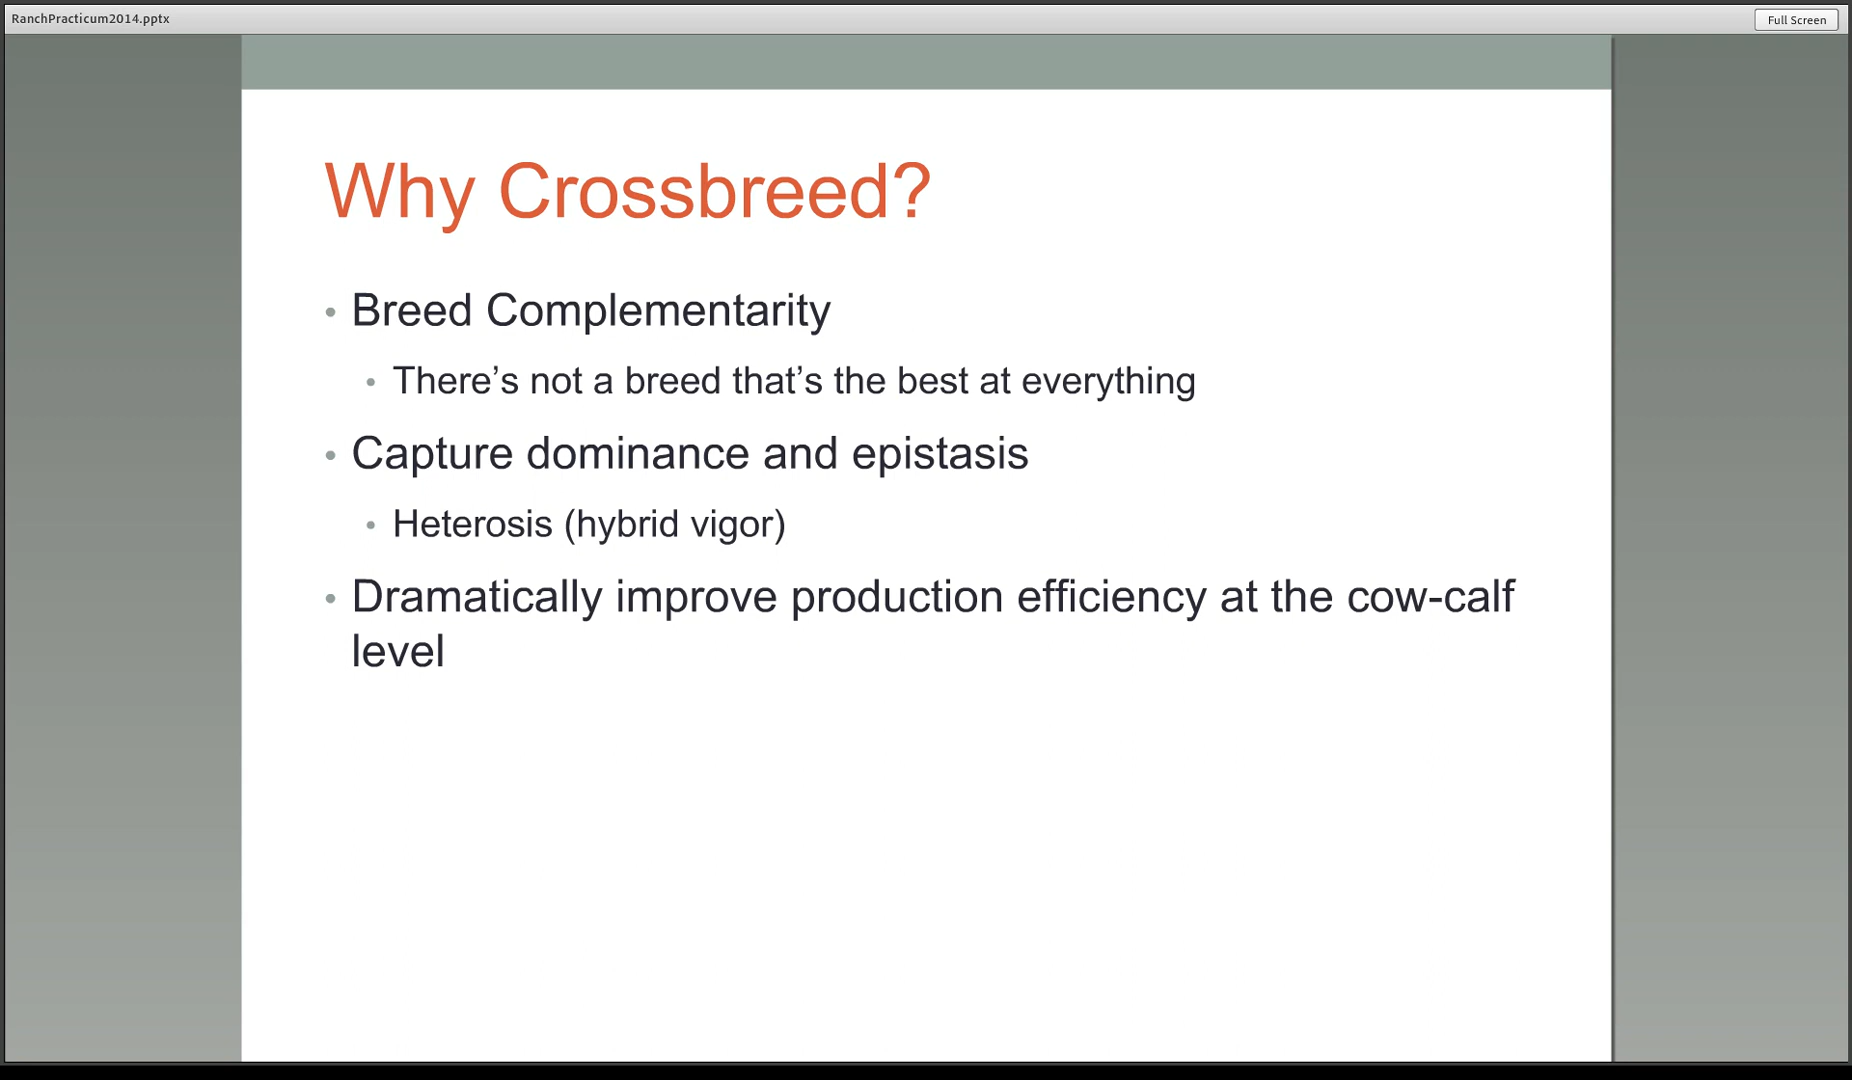 RanchPracticum2014.pptx
Full Screen
Why Crossbreed?
• Breed Complementarity
• There’s not a breed that’s the best at everything
• Capture dominance and epistasis
• Heterosis (hybrid vigor)
• Dramatically improve production efficiency at the cow-calf
level